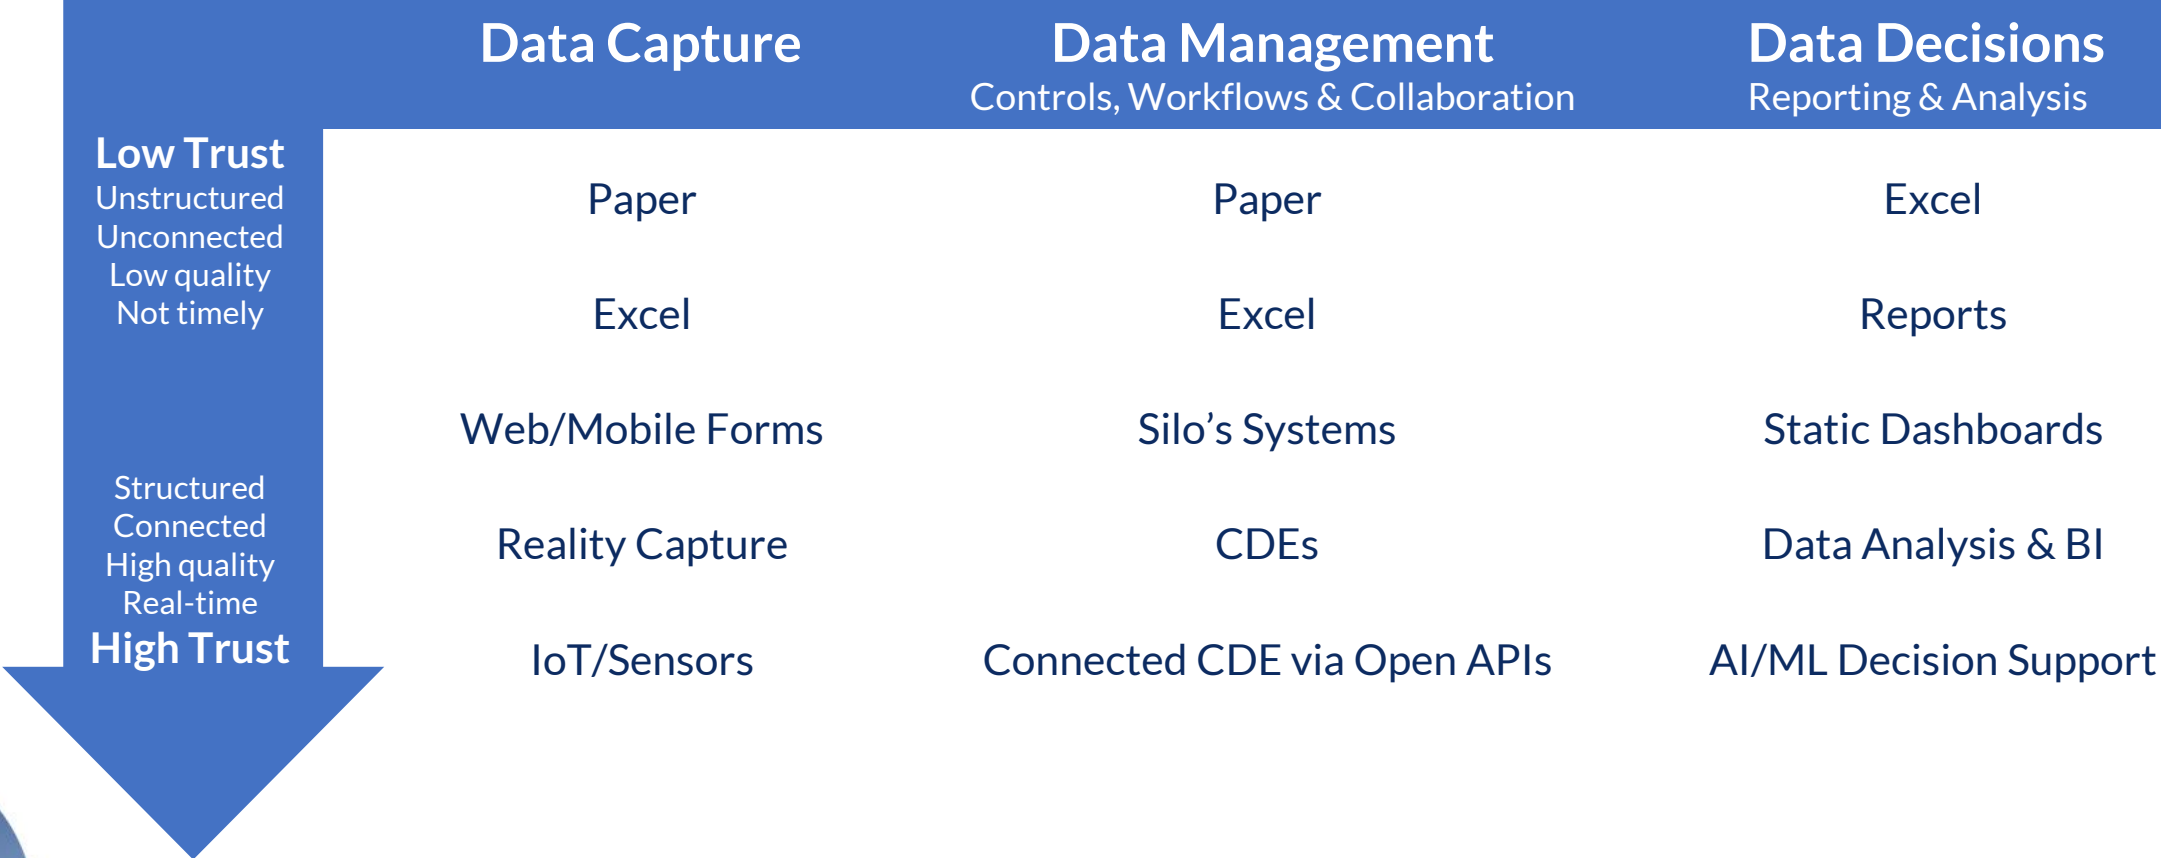 Data Capture
Data Management
Data Decisions
Controls, Workflows & Collaboration
Reporting & Analysis
Low Trust
Unstructured
Unconnected
Low quality
Not timely
Structured
Connected
High quality
Real-time
High Trust
Paper
Paper
Excel
Excel
Excel
Reports
Web/Mobile Forms
Silo’s Systems
Static Dashboards
Reality Capture
CDEs
Data Analysis & BI
IoT/Sensors
Connected CDE via Open APIs
AI/ML Decision Support